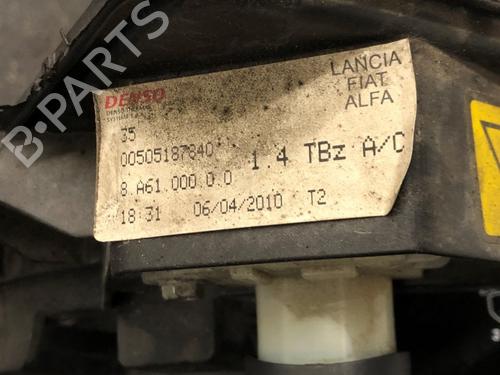 B-PARTS
DENSO
LANCIA
FIAT
ALFA
35
00505187840
1.4 TBz A/C
8.A61.000.0.0
18:31 06/04/2010 T2